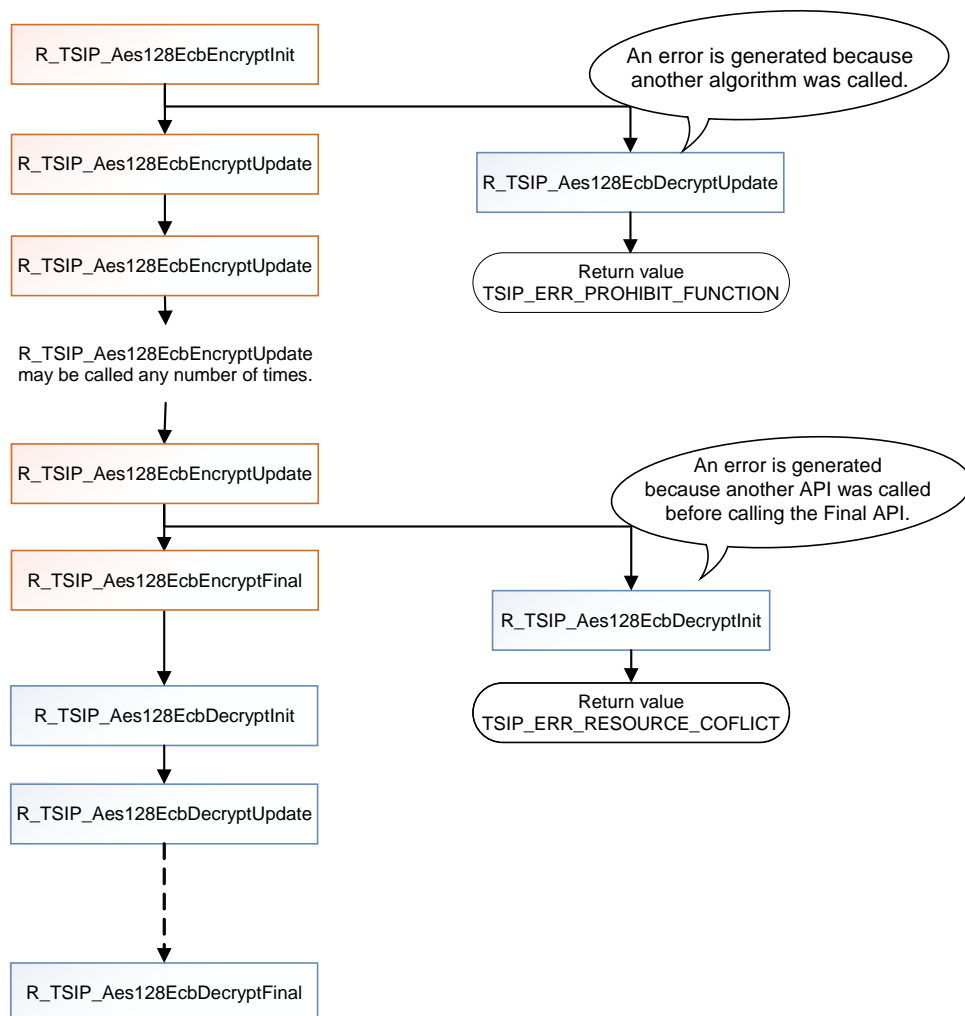 R_TSIP_Aes128EcbEncryptInit
An error is generated because
another algorithm was called.
R_TSIP_Aes128EcbEncryptUpdate
R_TSIP_Aes128EcbDecryptUpdate
R_TSIP_Aes128EcbEncryptUpdate
Return value
TSIP_ERR_PROHIBIT_FUNCTION
R_TSIP_Aes128EcbEncryptUpdate
may be called any number of times.
R_TSIP_Aes128EcbEncryptUpdate
An error is generated
because another API was called
before calling the Final API.
R_TSIP_Aes128EcbEncryptFinal
R_TSIP_Aes128EcbDecryptInit
R_TSIP_Aes128EcbDecryptInit
Return value
TSIP_ERR_RESOURCE_COFLICT
R_TSIP_Aes128EcbDecryptUpdate
R_TSIP_Aes128EcbDecryptFinal